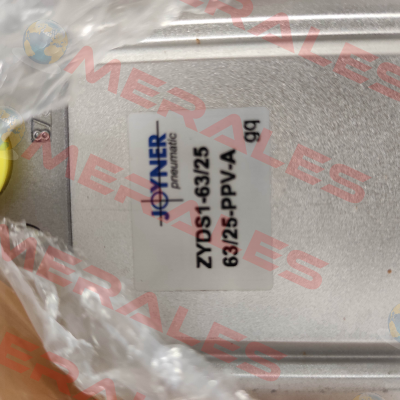 JOYNER
pneumatic
ZYDS1-63/25
63/25-PPV-A
gq
MERALES
MERALES
MERALES